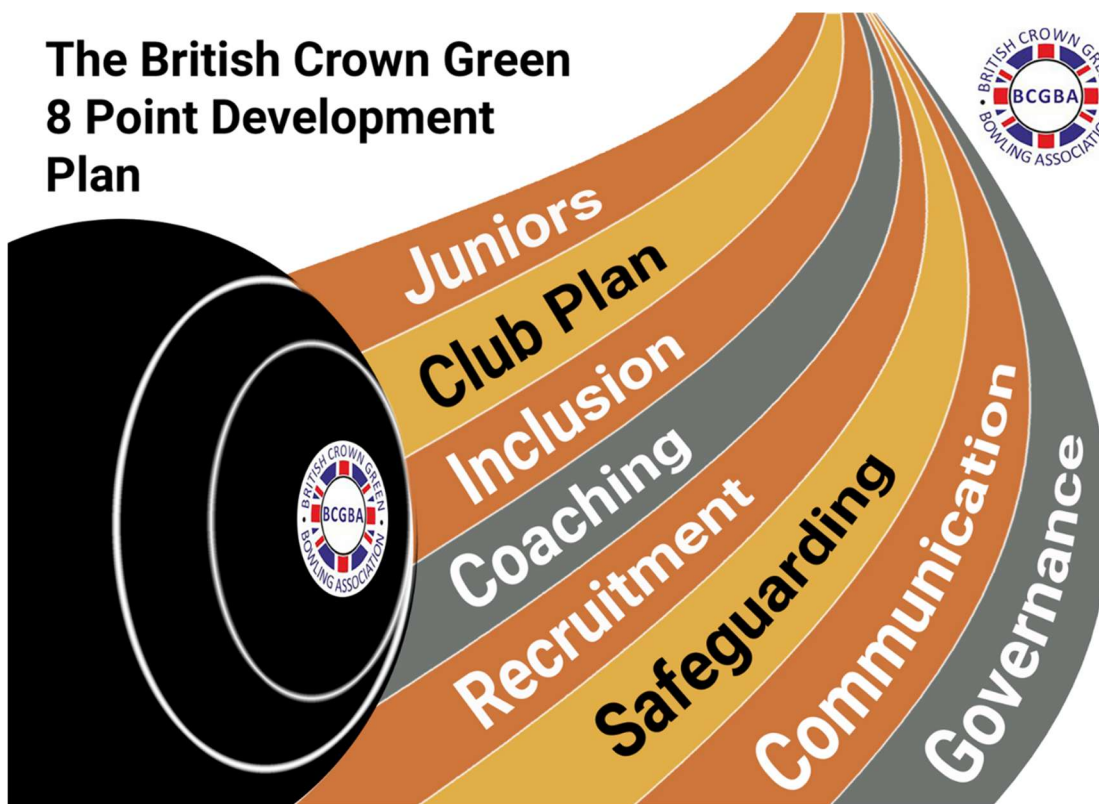 The British Crown Green
8 Point Development
Plan
BRITISH CROWN GREEN
BCGBA
BOWLING ASSOCIATION
Juniors
Club Plan
Inclusion
Coaching
Recruitment
Safeguarding
Communication
Governance
BRITISH CROWN GREEN
BCGBA
BOWLING ASSOCIATION